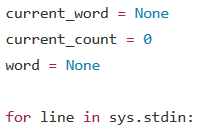 current_word = None
current_count = 0
word = None
for line in sys.stdin: